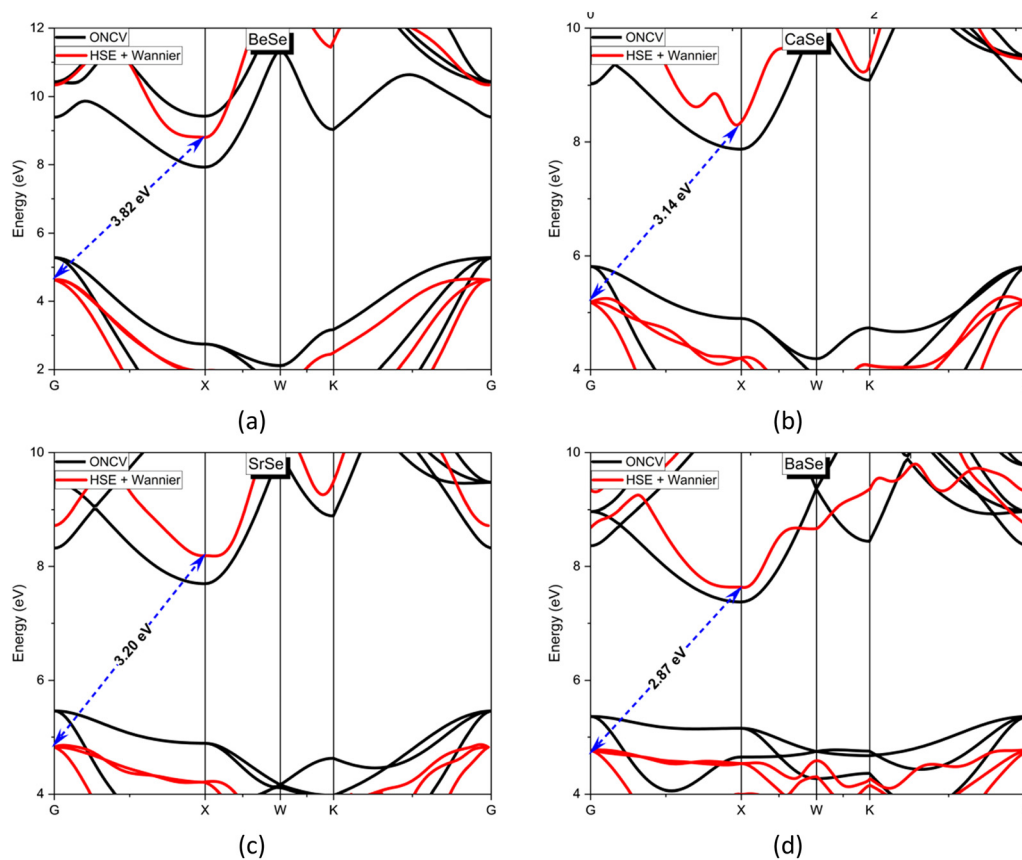 12
10
8
6
4
2
Energy (eV)
ONCV
HSE + Wannier
BeSe
3.82 eV
G X W K G
(a)
0 2
10
8
6
4
Energy (eV)
ONCV
HSE + Wannier
CaSe
3.14 eV
G X W K
(b)
10
8
6
4
Energy (eV)
ONCV
HSE + Wannier
SrSe
3.20 eV
G X W K G
(c)
10
8
6
4
Energy (eV)
ONCV
HSE + Wannier
BaSe
2.87 eV
G X W K
(d)